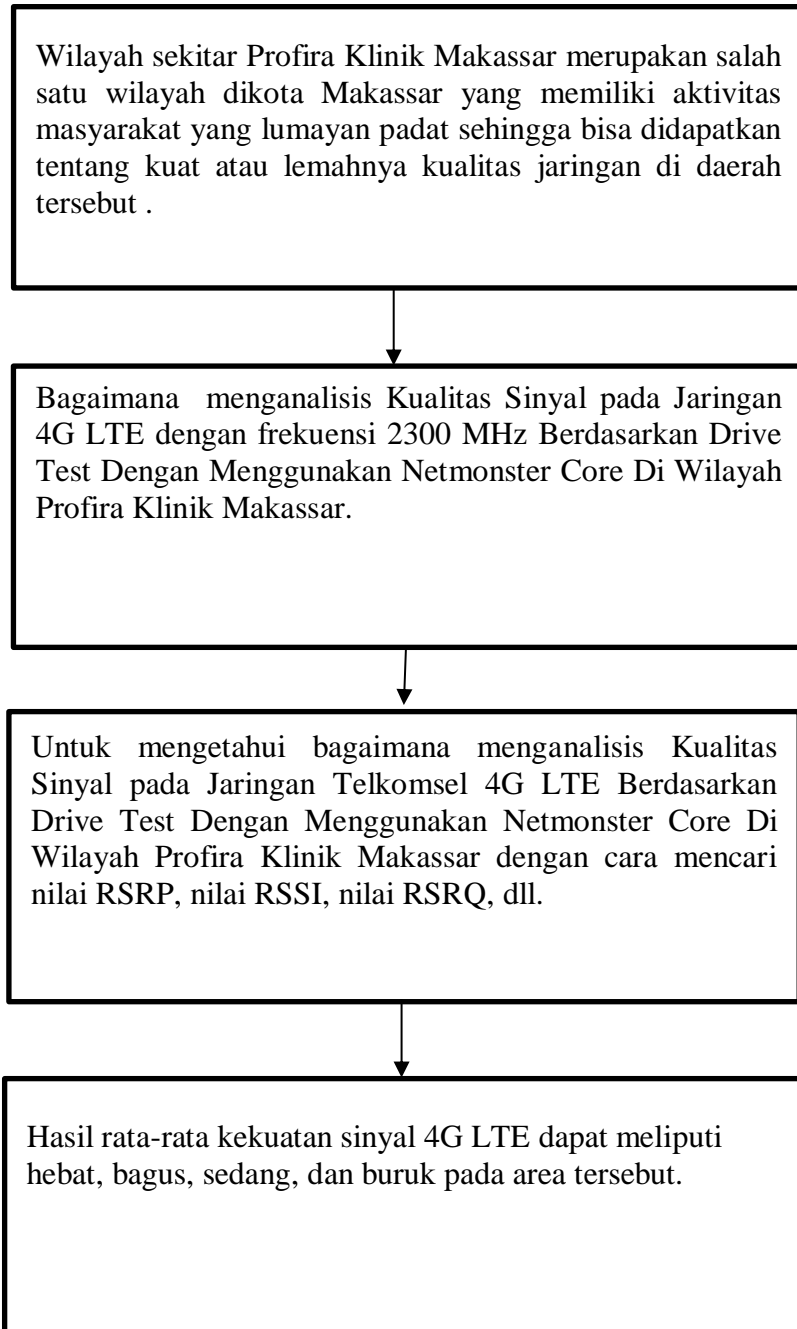 Wilayah sekitar Profira Klinik Makassar merupakan salah
satu wilayah dikota Makassar yang memiliki aktivitas
masyarakat yang lumayan padat sehingga bisa didapatkan
tentang kuat atau lemahnya kualitas jaringan di daerah
tersebut .
Bagaimana menganalisis Kualitas Sinyal pada Jaringan
4G LTE dengan frekuensi 2300 MHz Berdasarkan Drive
Test Dengan Menggunakan Netmonster Core Di Wilayah
Profira Klinik Makassar.
Untuk mengetahui bagaimana menganalisis Kualitas
Sinyal pada Jaringan Telkomsel 4G LTE Berdasarkan
Drive Test Dengan Menggunakan Netmonster Core Di
Wilayah Profira Klinik Makassar dengan cara mencari
nilai RSRP, nilai RSSI, nilai RSRQ, dll.
Hasil rata-rata kekuatan sinyal 4G LTE dapat meliputi
hebat, bagus, sedang, dan buruk pada area tersebut.